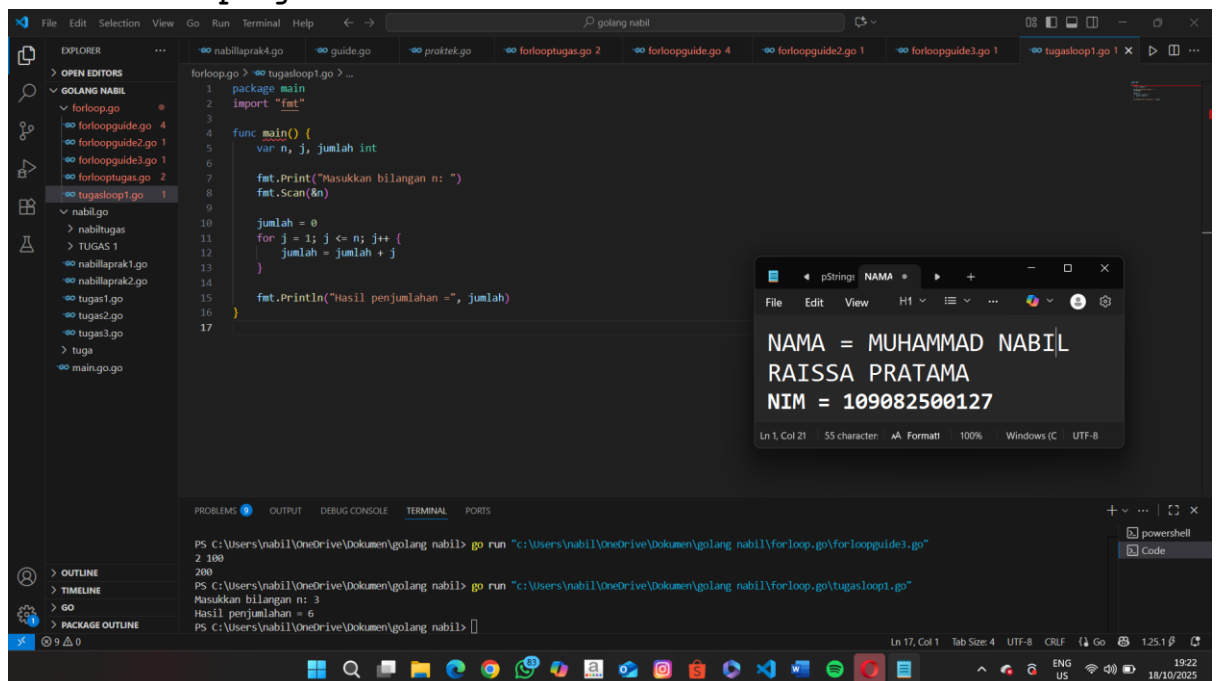 File Edit Selection View Go Run Terminal Help
golang nabil
EXPLORER
nabillaprak4.go guide.go praktek.go forlooptugas.go 2 forloopguide.go 4 forloopguide2.go 1 forloopguide3.go 1 tugasloop1.go 1
OPEN EDITORS
GOLANG NABIL
forloop.go
forloopguide.go 4
forloopguide2.go 1
forloopguide3.go 1
forlooptugas.go 2
tugasloop1.go 1
nabil.go
nabiltugas
TUGAS 1
nabillaprak1.go
nabillaprak2.go
tugas1.go
tugas2.go
tugas3.go
tuga
main.go.go
OUTLINE
TIMELINE
GO
PACKAGE OUTLINE
forloop.go > tugasloop1.go > ...
1 package main
2 import "fmt"
3
4 func main() {
5 var n, j, jumlah int
6
7 fmt.Print("Masukkan bilangan n: ")
8 fmt.Scan(&n)
9
10 jumlah = 0
11 for j = 1; j <= n; j++ {
12 jumlah = jumlah + j
13 }
14
15 fmt.Println("Hasil penjumlahan =", jumlah)
16 }
17
pStrings NAMA
File Edit View H1
NAMA = MUHAMMAD NABIL
RAISSA PRATAMA
NIM = 109082500127
Ln 1, Col 21 55 character: Formatt 100% Windows (C UTF-8
PROBLEMS 9 OUTPUT DEBUG CONSOLE TERMINAL PORTS
powershell
Code
PS C:\Users\nabil\OneDrive\Dokumen\golang nabil> go run "c:\Users\nabil\OneDrive\Dokumen\golang nabil\forloop.go\forloopguide3.go"
2 100
200
PS C:\Users\nabil\OneDrive\Dokumen\golang nabil> go run "c:\Users\nabil\OneDrive\Dokumen\golang nabil\forloop.go\tugasloop1.go"
Masukkan bilangan n: 3
Hasil penjumlahan = 6
PS C:\Users\nabil\OneDrive\Dokumen\golang nabil>
9 0 Ln 17, Col 1 Tab Size: 4 UTF-8 CRLF Go 1.25.1
ENG
US
19:22
18/10/2025